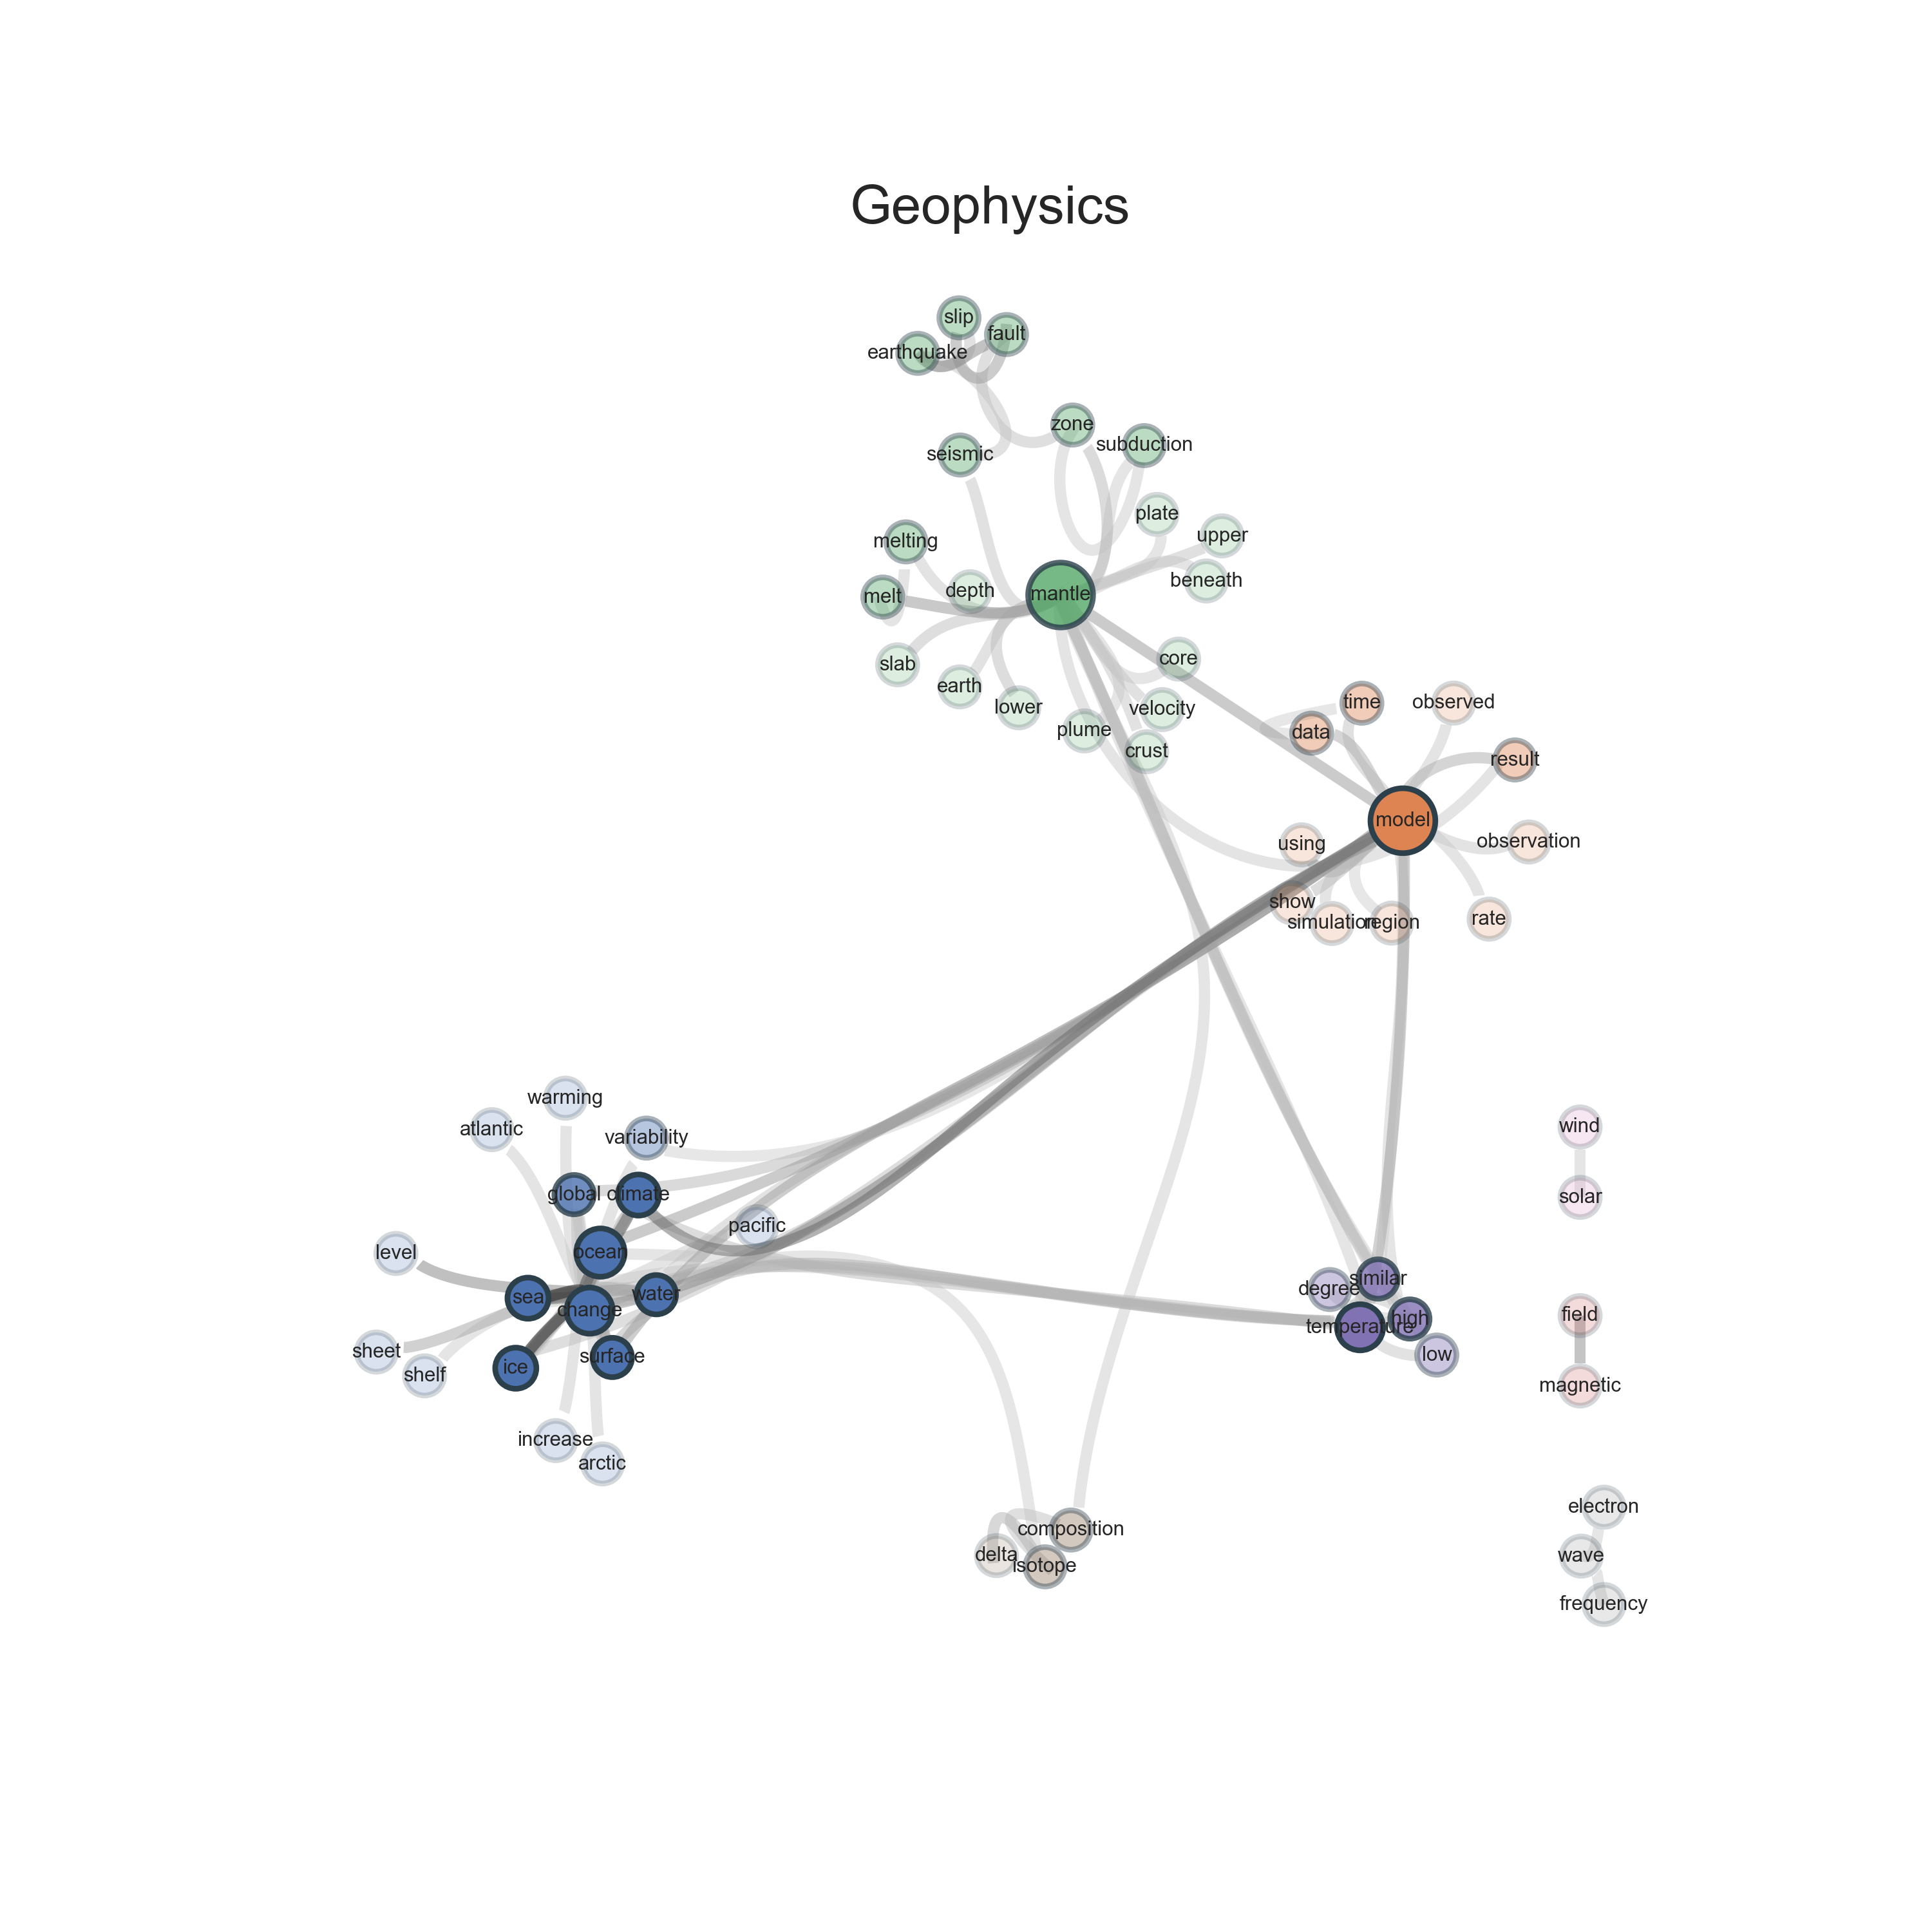 Geophysics
slip
fault
earthquake
zone
subduction
seismic
plate
upper
melting
beneath
depth
mantle
melt
core
slab
earth
lower
velocity
plume
crust
time
observed
data
result
model
using
observation
show
simulation
region
rate
warming
atlantic
variability
global
climate
pacific
level
ocean
sea
water
change
sheet
surface
ice
shelf
increase
arctic
wind
solar
degree
similar
high
temperature
low
field
magnetic
electron
composition
delta
isotope
wave
frequency